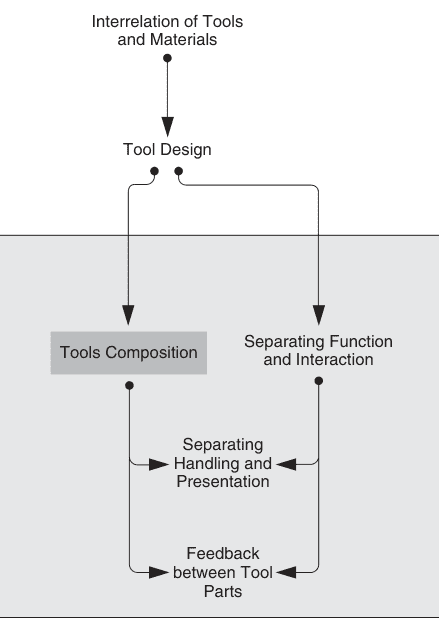 Interrelation of Tools
and Materials
Tool Design
Tools Composition
Separating Function
and Interaction
Separating
Handling and
Presentation
Feedback
between Tool
Parts